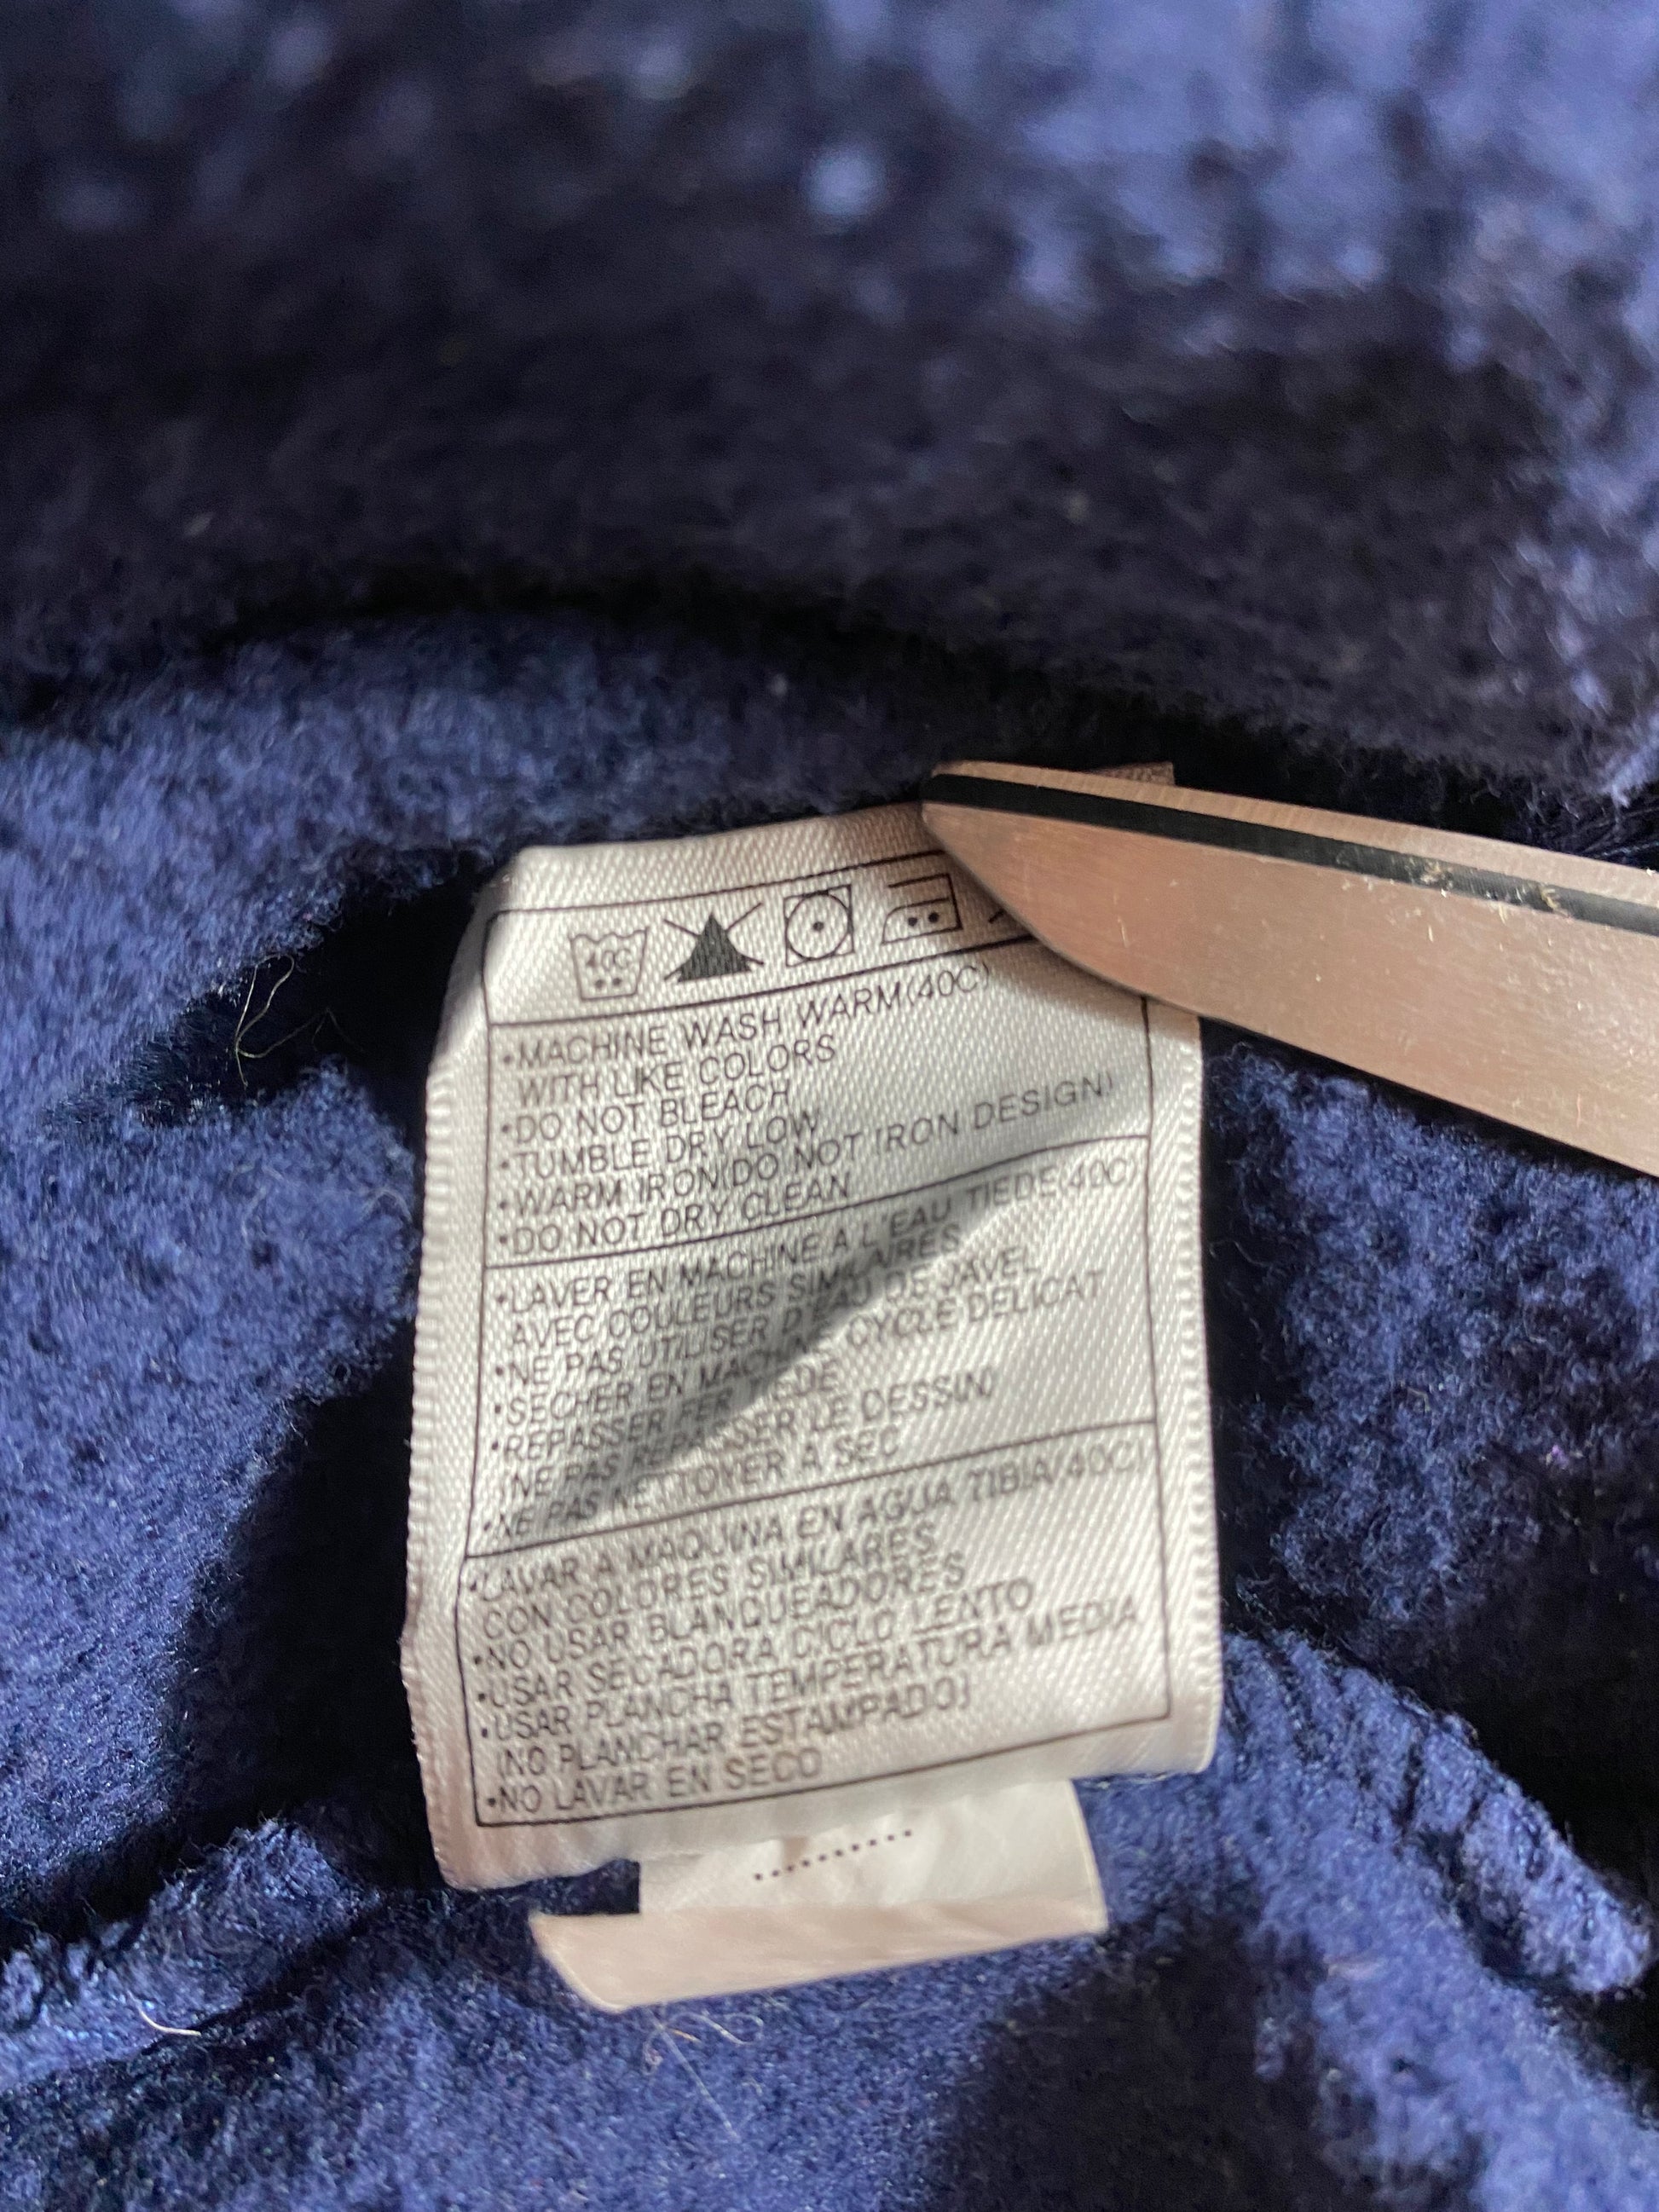 40C
•MACHINE WASH WARM(40C)
WITH LIKE COLORS
•DO NOT BLEACH
•TUMBLE DRY LOW
•WARM IRON(DO NOT IRON DESIGN)
•DO NOT DRY CLEAN
•LAVER EN MACHINE A L'EAU TIEDE(40C)
AVEC COULEURS SIMILAIRES
•NE PAS UTILISER D'EAU DE JAVEL
•SECHER EN CYCLE DELICAT
•REPASSER FER TIEDE
(NE PAS LE DESSIN)
•NE PAS NETTOYER A SEC
•LAVAR A MAQUINA EN AGUA TIBIA(40C)
CON COLORES SIMILARES
•NO USAR BLANQUEADORES
•USAR SECADORA CICLO LENTO
•USAR PLANCHA TEMPERATURA MEDIA
(NO PLANCHAR ESTAMPADO)
•NO LAVAR EN SECO